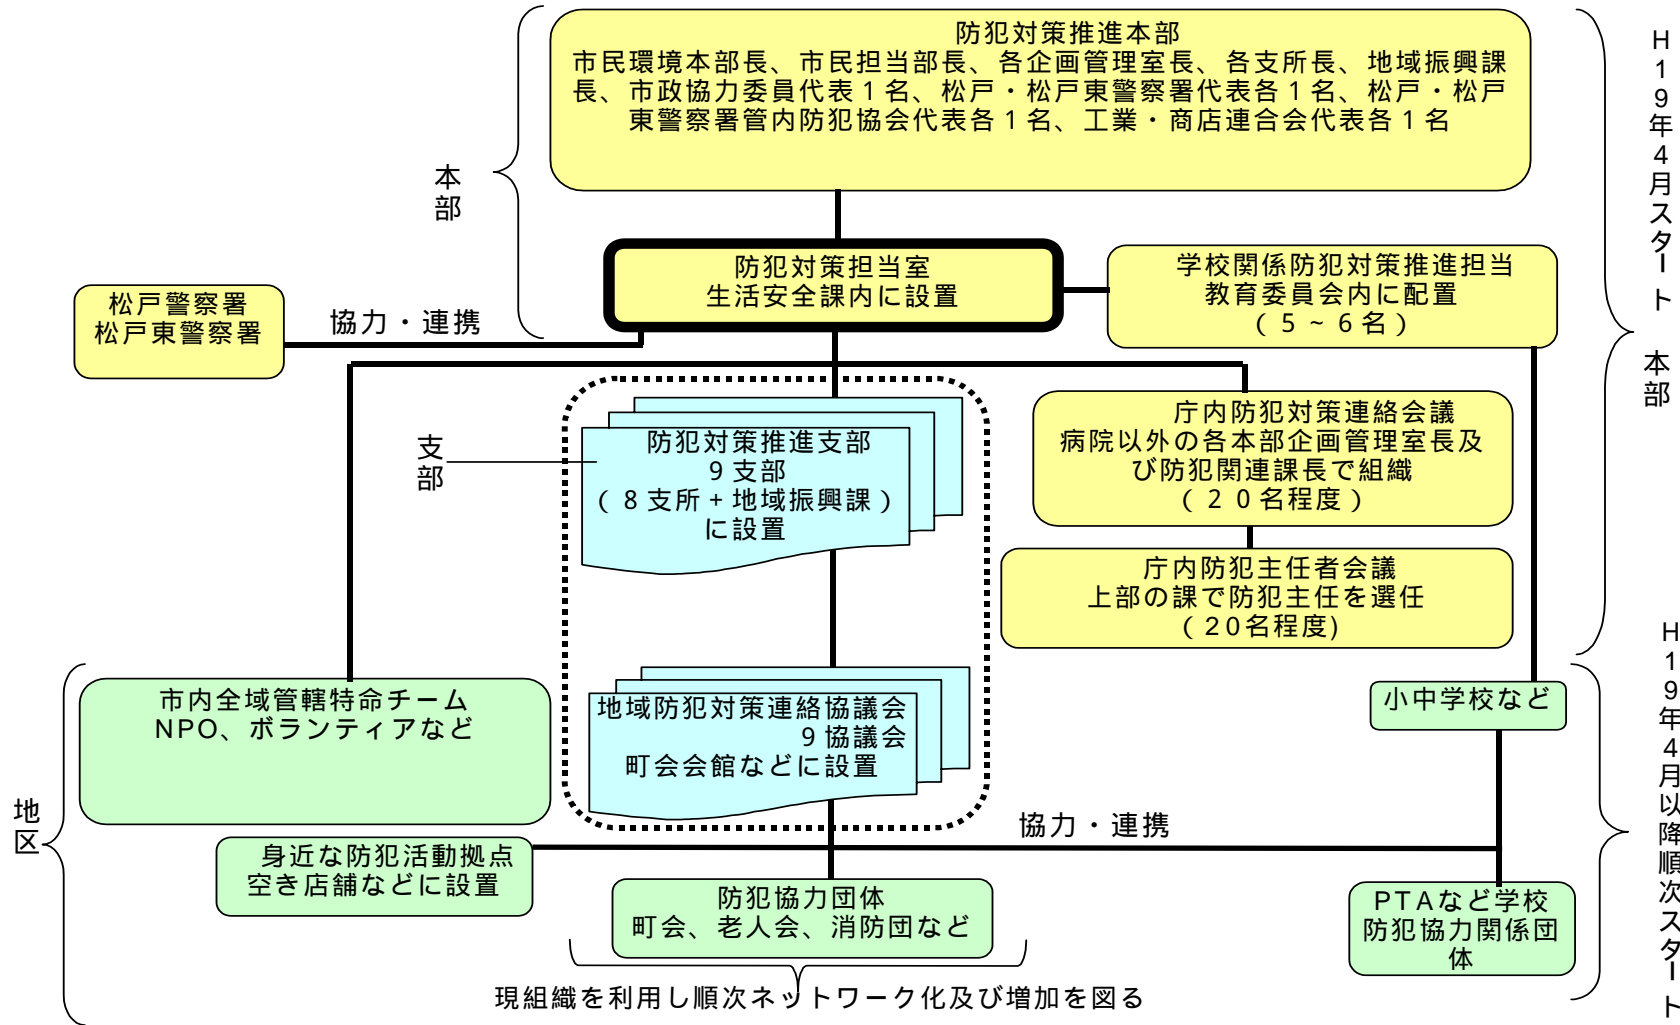 防犯対策推進本部
市民環境本部長、市民担当部長、各企画管理室長、各支所長、地域振興課
長、市政協力委員代表1名、松戸・松戸東警察署代表各1名、松戸・松戸
東警察署管内防犯協会代表各1名、工業・商店連合会代表各1名
本部
H19年4月スタート 本部
防犯対策担当室
生活安全課内に設置
学校関係防犯対策推進担当
教育委員会内に配置
(5~6名)
松戸警察署
松戸東警察署
協力・連携
支部
防犯対策推進支部
9支部
(8支所+地域振興課)
に設置
庁内防犯対策連絡会議
病院以外の各本部企画管理室長及
び防犯関連課長で組織
(20名程度)
庁内防犯主任者会議
上部の課で防犯主任を選任
(20名程度)
H19年4月以降順次スタート
地区
市内全域管轄特命チーム
NPO、ボランティアなど
地域防犯対策連絡協議会
9協議会
町会会館などに設置
小中学校など
協力・連携
身近な防犯活動拠点
空き店舗などに設置
防犯協力団体
町会、老人会、消防団など
PTAなど学校
防犯協力関係団
体
現組織を利用し順次ネットワーク化及び増加を図る